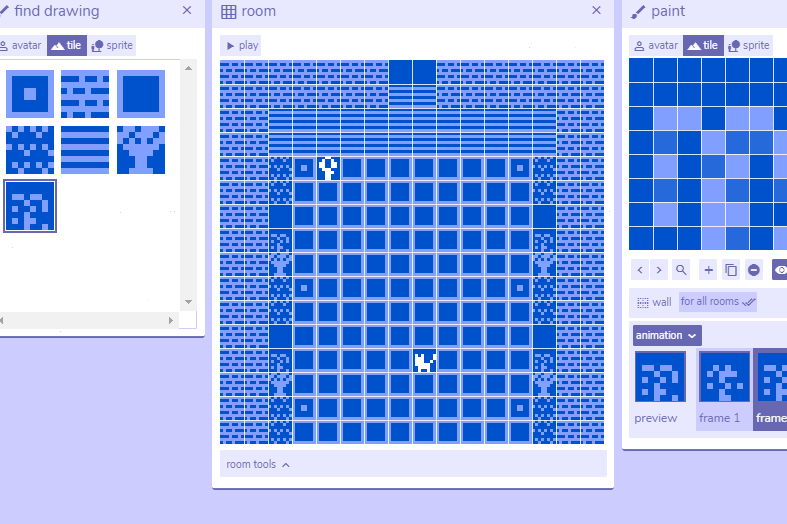 find drawing
avatar tile sprite
room
play
room tools
paint
avatar tile sprite
wall for all rooms
animation
preview frame 1 frame